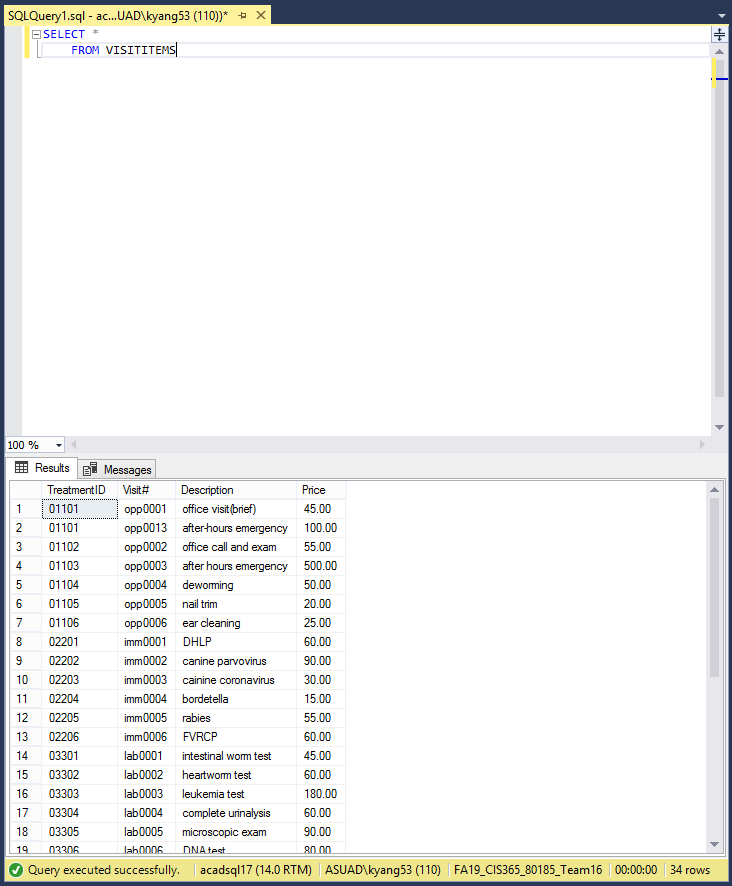 SQLQuery1.sql - ac...UAD\kyang53 (110))*
SELECT *
FROM VISITITEMS
100 %
Results Messages
TreatmentID Visit# Description Price
1 01101 opp0001 office visit(brief) 45.00
2 01101 opp0013 after-hours emergency 100.00
3 01102 opp0002 office call and exam 55.00
4 01103 opp0003 after hours emergency 500.00
5 01104 opp0004 deworming 50.00
6 01105 opp0005 nail trim 20.00
7 01106 opp0006 ear cleaning 25.00
8 02201 imm0001 DHLP 60.00
9 02202 imm0002 canine parvovirus 90.00
10 02203 imm0003 cainine coronavirus 30.00
11 02204 imm0004 bordetella 15.00
12 02205 imm0005 rabies 55.00
13 02206 imm0006 FVRCP 60.00
14 03301 lab0001 intestinal worm test 45.00
15 03302 lab0002 heartworm test 60.00
16 03303 lab0003 leukemia test 180.00
17 03304 lab0004 complete urinalysis 60.00
18 03305 lab0005 microscopic exam 90.00
19 03306 lab0006 DNA test 80.00
Query executed successfully. acadsql17 (14.0 RTM) ASUAD\kyang53 (110) FA19_CIS365_80185_Team16 00:00:00 34 rows